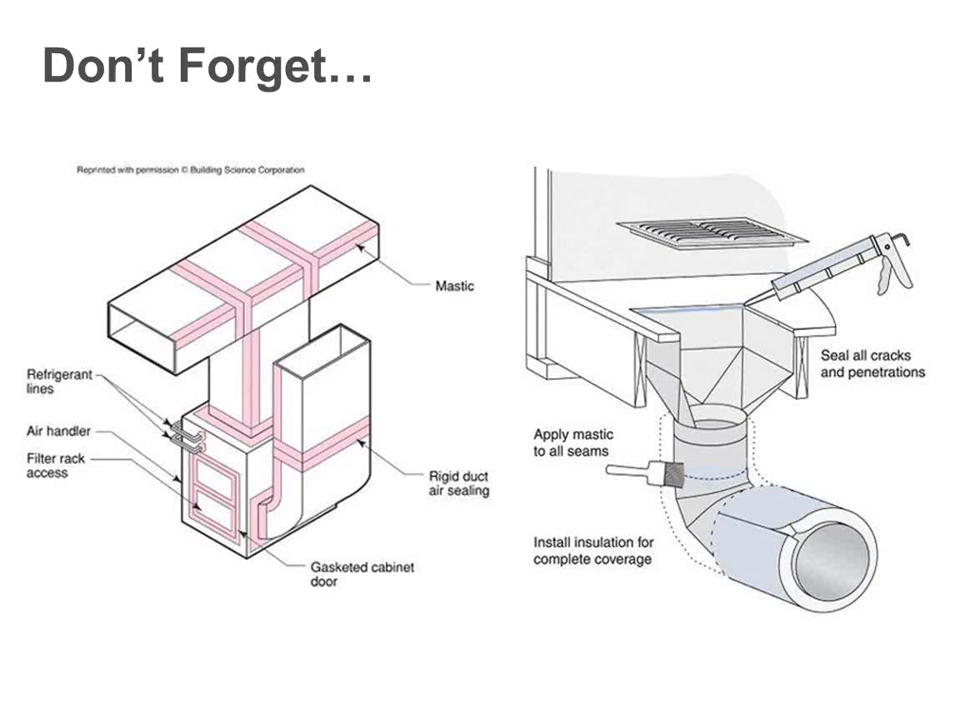 Don’t Forget…
Reprinted with permission © Building Science Corporation
Mastic
Refrigerant
lines
Air handler
Filter rack
access
Rigid duct
air sealing
Gasketed cabinet
door
Seal all cracks
and penetrations
Apply mastic
to all seams
Install insulation for
complete coverage